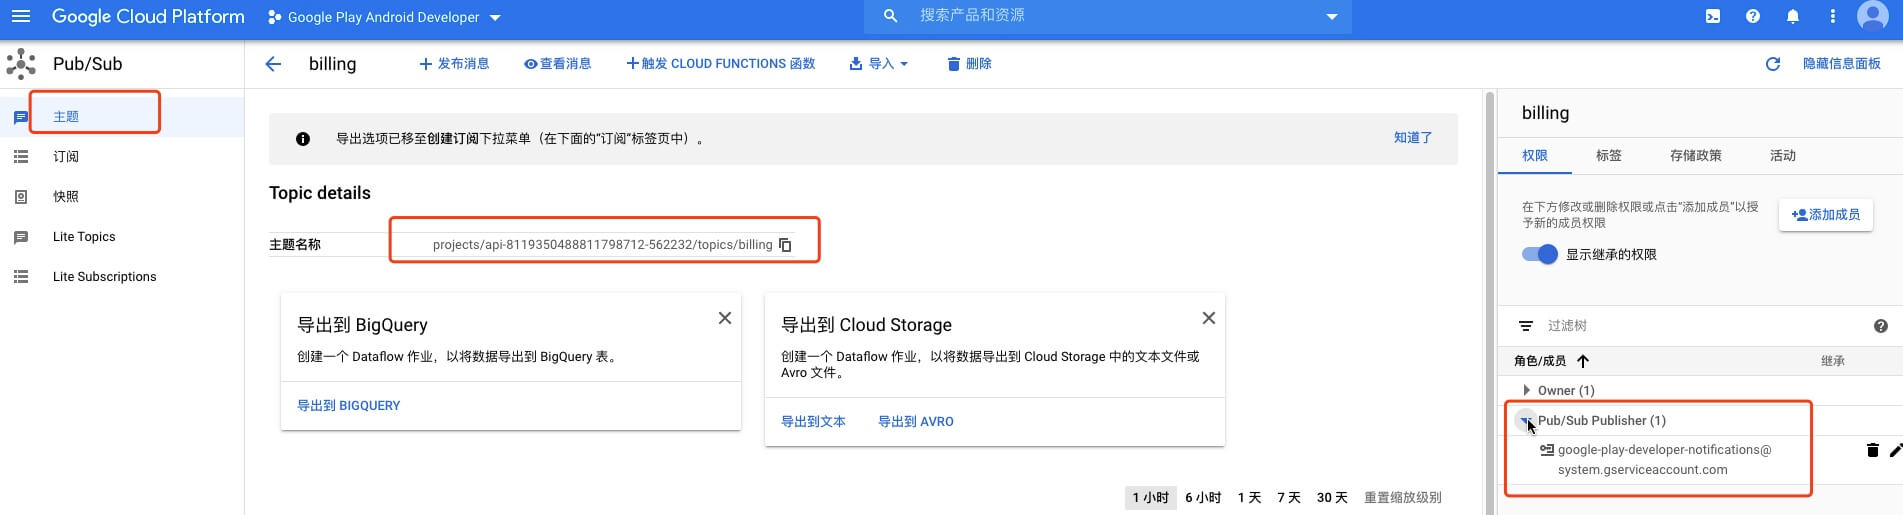 Google Cloud Platform
Google Play Android Developer
搜索产品和资源
Pub/Sub
billing
发布消息
查看消息
触发 CLOUD FUNCTIONS 函数
导入
删除
隐藏信息面板
主题
订阅
快照
Lite Topics
Lite Subscriptions
导出选项已移至创建订阅下拉菜单（在下面的“订阅”标签页中）。
知道了
Topic details
主题名称
projects/api-8119350488811798712-562232/topics/billing
导出到 BigQuery
创建一个 Dataflow 作业，以将数据导出到 BigQuery 表。
导出到 BIGQUERY
导出到 Cloud Storage
创建一个 Dataflow 作业，以将数据导出到 Cloud Storage 中的文本文件或
Avro 文件。
导出到文本
导出到 AVRO
1 小时
6 小时
1 天
7 天
30 天
重置缩放级别
billing
权限
标签
存储政策
活动
在下方修改或删除权限或点击“添加成员”以授
予新的成员权限
添加成员
显示继承的权限
过滤树
角色/成员
继承
Owner (1)
Pub/Sub Publisher (1)
google-play-developer-notifications@
system.gserviceaccount.com